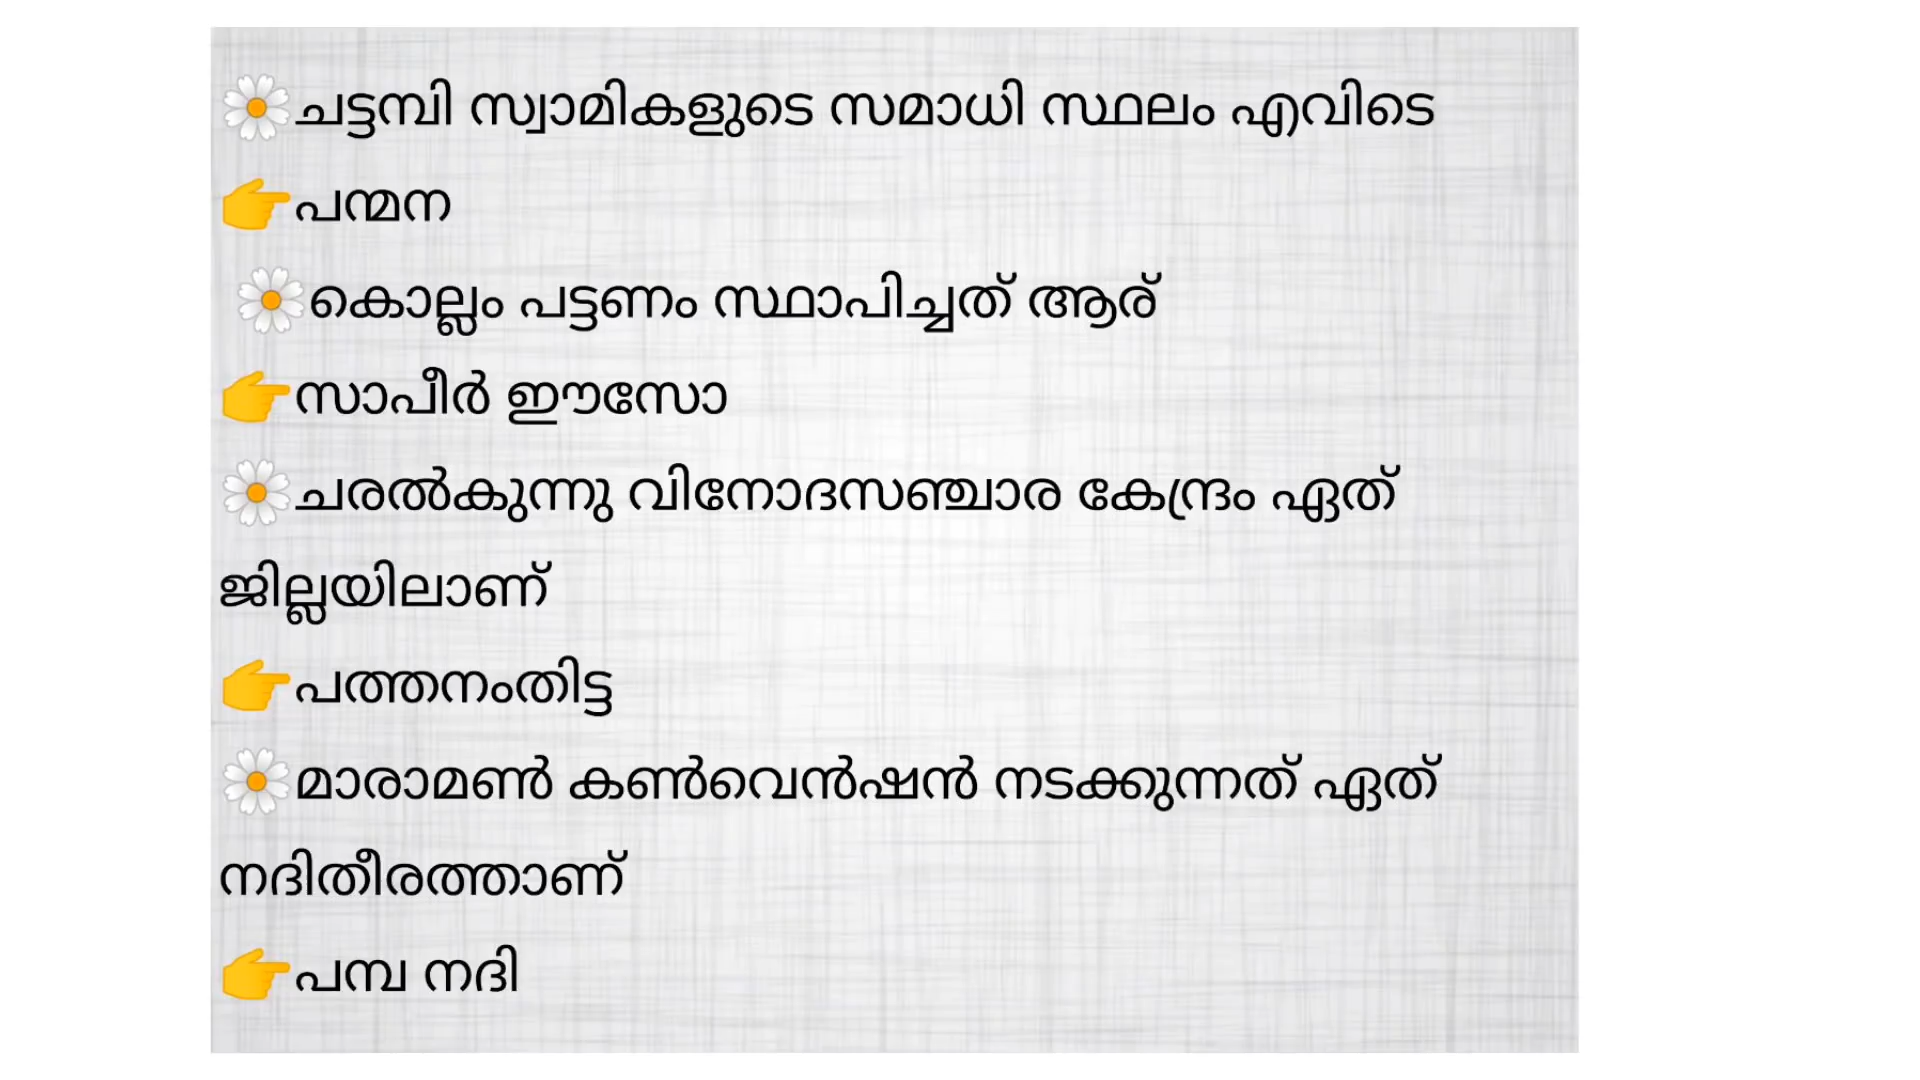 🌼ചട്ടമ്പി സ്വാമികളുടെ സമാധി സ്ഥലം എവിടെ
👉പന്മന
🌼കൊല്ലം പട്ടണം സ്ഥാപിച്ചത് ആര്
👉സാപീർ ഈസോ
🌼ചരൽകുന്നു വിനോദസഞ്ചാര കേന്ദ്രം ഏത്
ജില്ലയിലാണ്
👉പത്തനംതിട്ട
🌼മാരാമൺ കൺവെൻഷൻ നടക്കുന്നത് ഏത്
നദിതീരത്താണ്
👉പമ്പ നദി